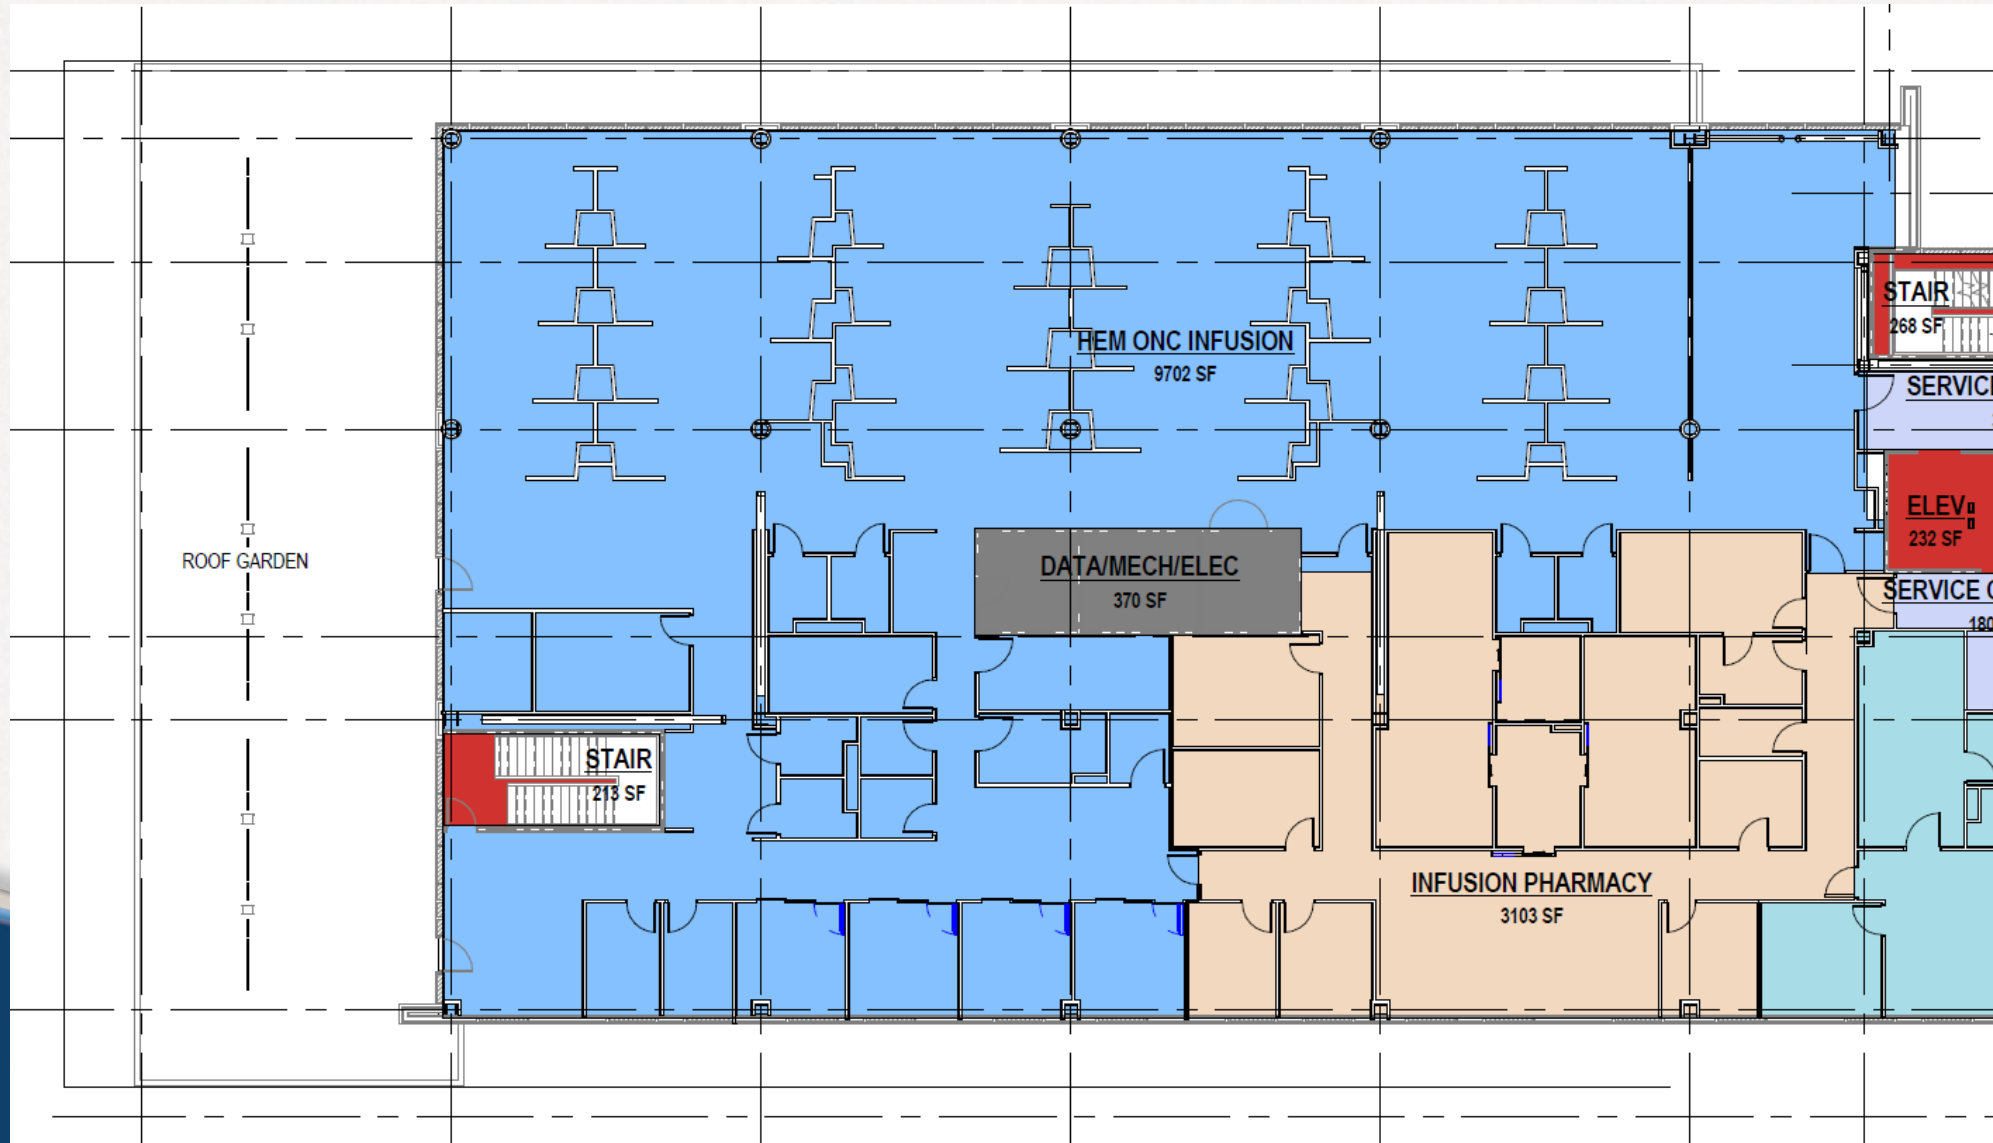 HEM ONC INFUSION
9702 SF
STAIR
268 SF
SERVICE
ELEV.
232 SF
ROOF GARDEN
DATA/MECH/ELEC
370 SF
SERVICE
180
STAIR
213 SF
INFUSION PHARMACY
3103 SF